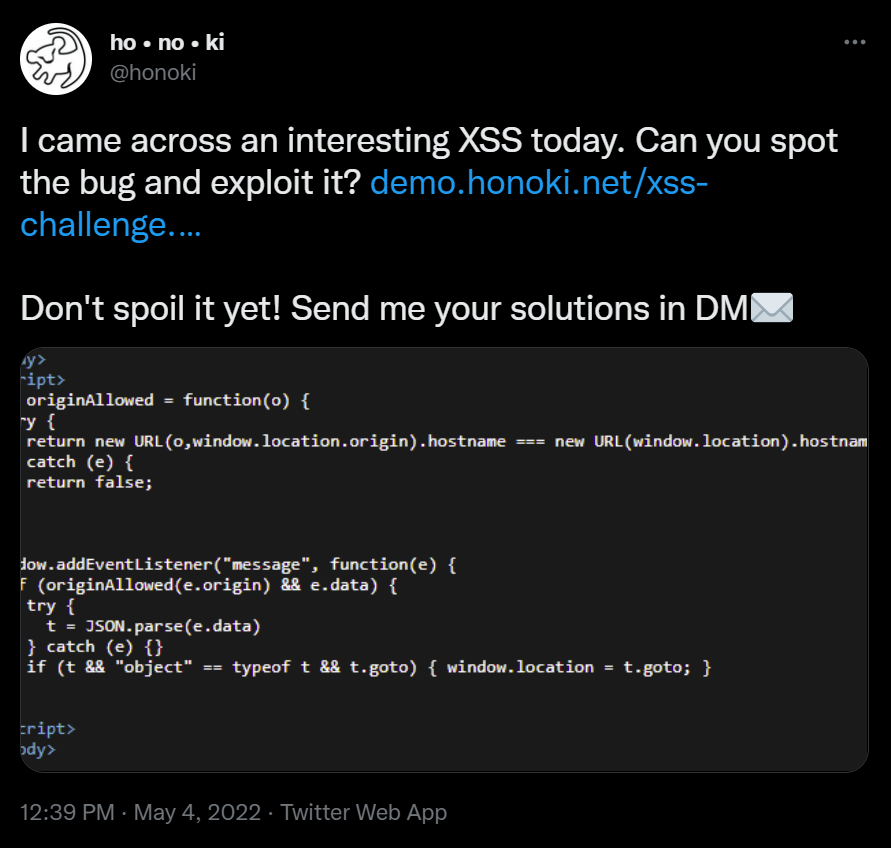 ho • no • ki
@honoki
I came across an interesting XSS today. Can you spot
the bug and exploit it? demo.honoki.net/xss-
challenge.…
Don't spoil it yet! Send me your solutions in DM✉️
y>
ript>
originAllowed = function(o) {
ry {
return new URL(o,window.location.origin).hostname === new URL(window.location).hostnam
catch (e) {
return false;
dow.addEventListener("message", function(e) {
f (originAllowed(e.origin) && e.data) {
try {
t = JSON.parse(e.data)
} catch (e) {}
if (t && "object" == typeof t && t.goto) { window.location = t.goto; }
cript>
ody>
12:39 PM · May 4, 2022 · Twitter Web App